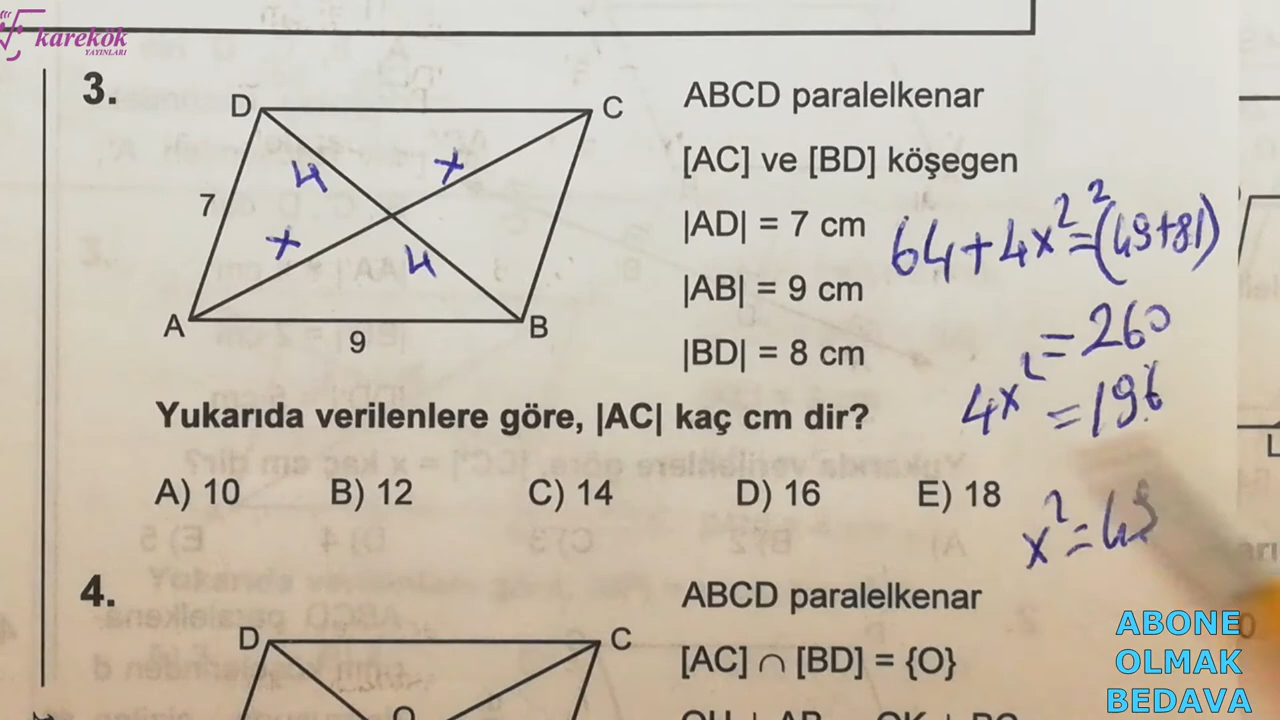 karekök
YAYINLARI
3.
D
C
7
4
x
x
4
A
9
B
ABCD paralelkenar
[AC] ve [BD] köşegen
|AD| = 7 cm
|AB| = 9 cm
|BD| = 8 cm
64+4x²=2(49+81)
=260
4x²=196
x²=49
Yukarıda verilenlere göre, |AC| kaç cm dir?
A) 10 B) 12 C) 14 D) 16 E) 18
4.
D
C
ABCD paralelkenar
[AC] ∩ [BD] = {O}
ABONE
OLMAK
BEDAVA